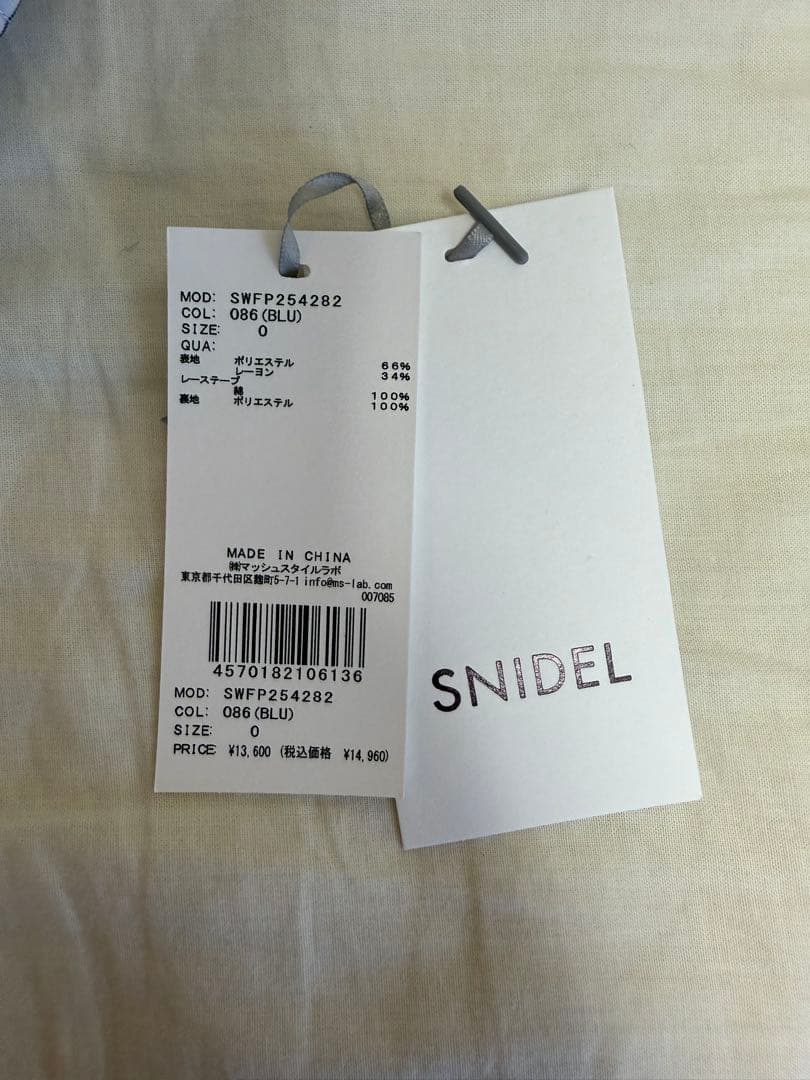 MOD: SWFP254282
COL: 086(BLU)
SIZE: 0
QUA:
表地 ポリエステル 66%
レーヨン 34%
レーステープ
綿 100%
裏地 ポリエステル 100%
MADE IN CHINA
㈱マッシュスタイルラボ
東京都千代田区麹町5-7-1 info@ms-lab.com
007085
4570182106136
MOD: SWFP254282
COL: 086(BLU)
SIZE: 0
PRICE: ¥13,600 (税込価格 ¥14,960)
SNIDEL